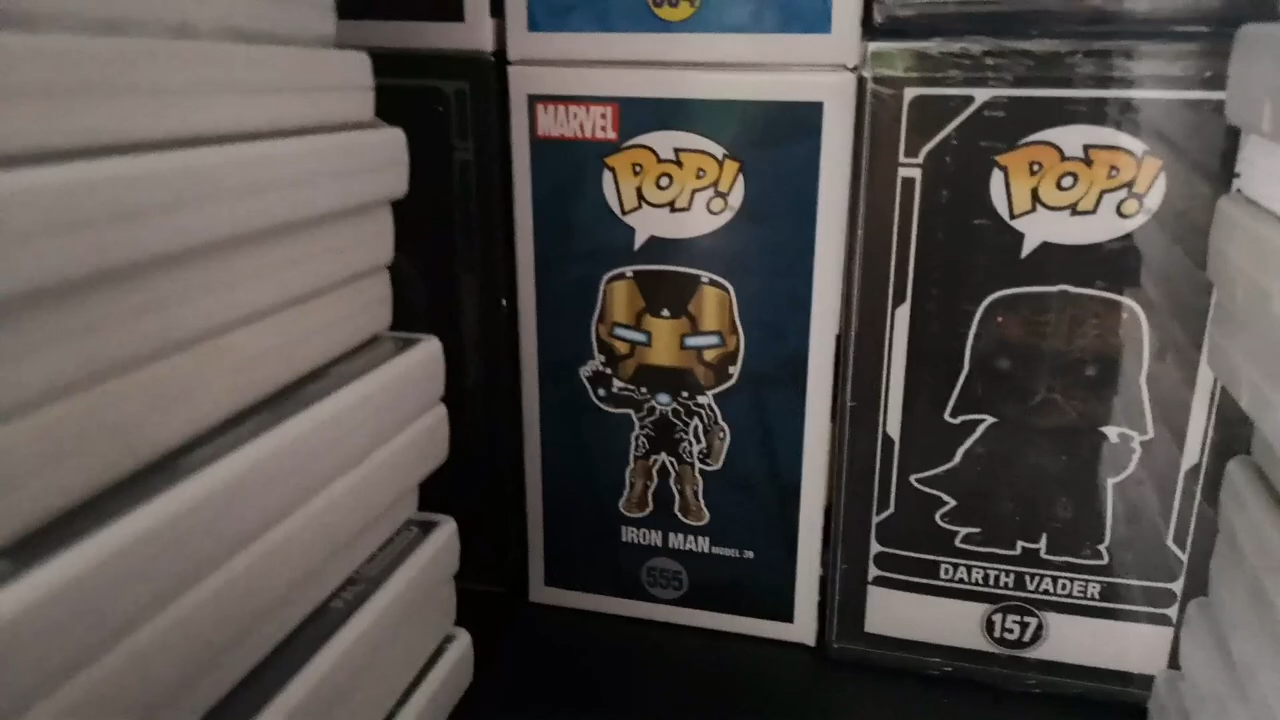 MARVEL
POP!
IRON MAN MODEL 39
555
POP!
DARTH VADER
157